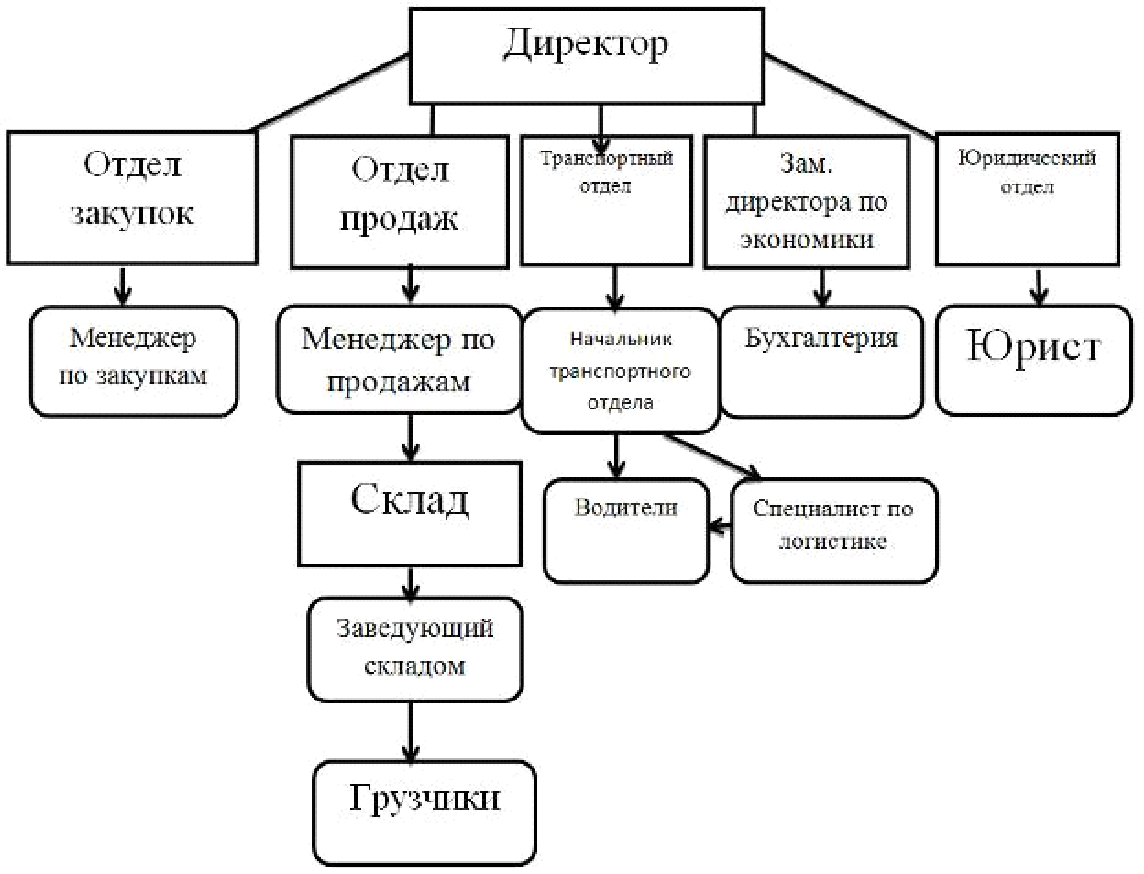 Директор
Отдел
закупок
Отдел
продаж
Транспортный
отдел
Зам.
директора по
экономики
Юридический
отдел
Менеджер
по закупкам
Менеджер по
продажам
Начальник
транспортного
отдела
Бухгалтерия
Юрист
Склад
Водители
Специалист по
логистике
Заведующий
складом
Грузчики